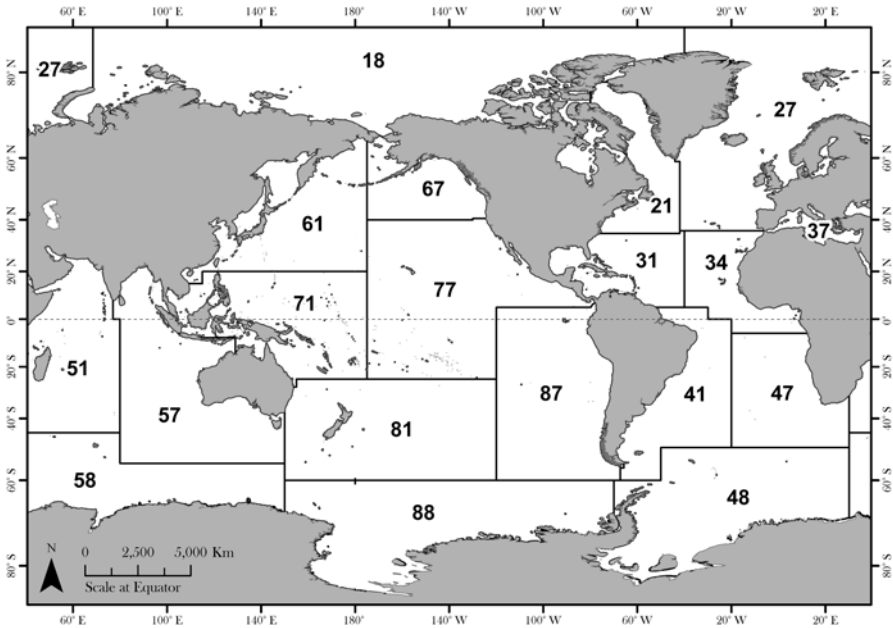 60° E 100° E 140° E 180° 140° W 100° W 60° W 20° W 20° E
80° N 27 18 27 80° N
60° N 67 60° N
40° N 61 21 37 40° N
20° N 71 77 31 34 20° N
0° 0°
20° S 51 57 87 41 47 20° S
40° S 81 40° S
60° S 58 88 48 60° S
N 0 2,500 5,000 Km
Scale at Equator
80° S 80° S
60° E 100° E 140° E 180° 140° W 100° W 60° W 20° W 20° E